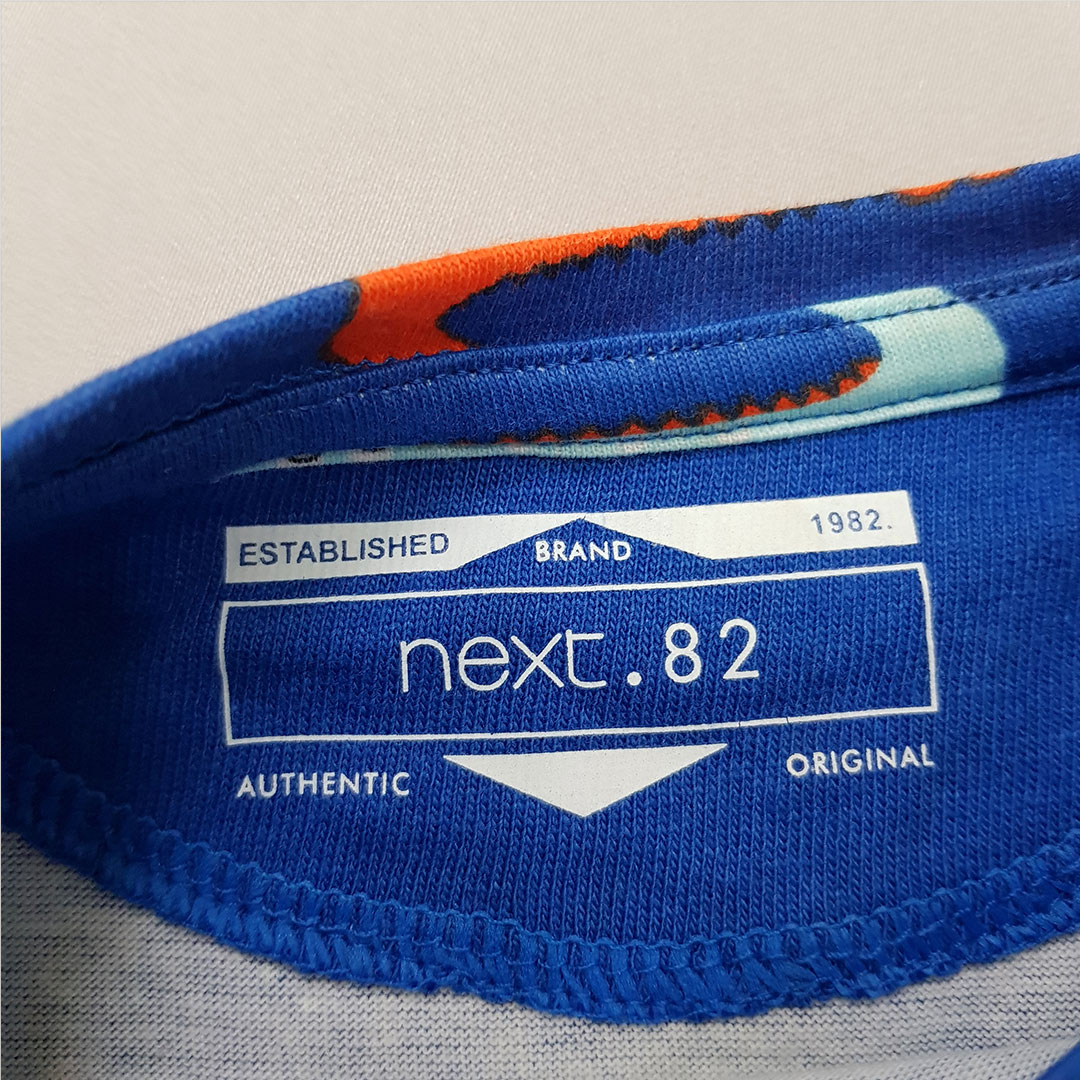 ESTABLISHED BRAND 1982.
next.82
AUTHENTIC ORIGINAL